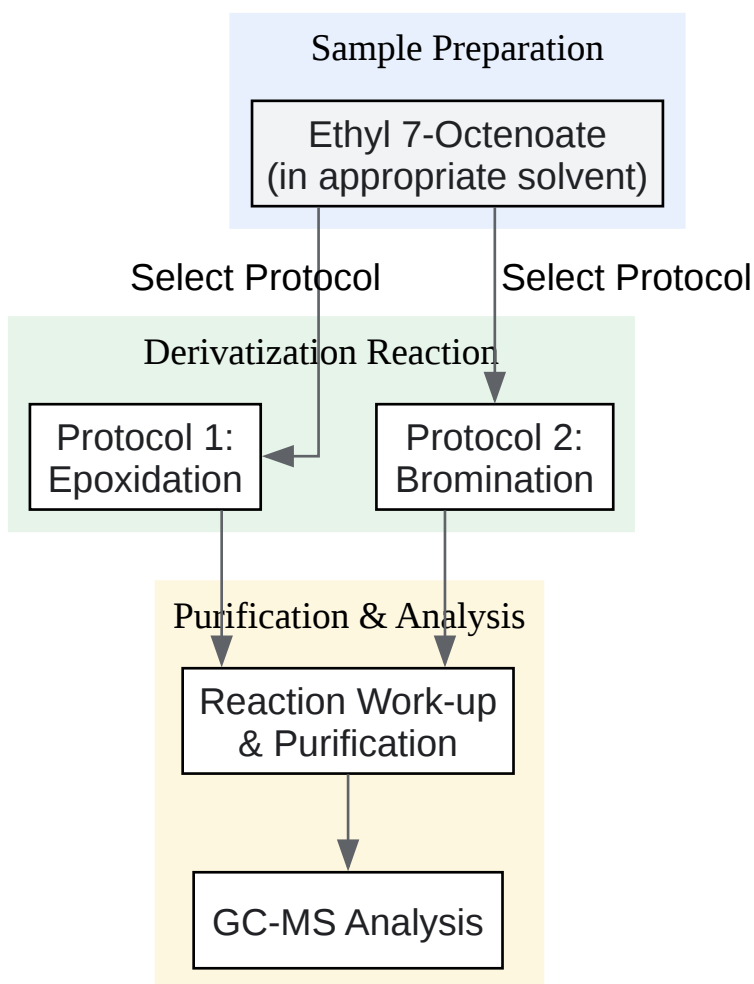 Sample Preparation
Ethyl 7-Octenoate
(in appropriate solvent)
Select Protocol
Select Protocol
Derivatization Reaction
Protocol 1:
Epoxidation
Protocol 2:
Bromination
Purification & Analysis
Reaction Work-up
& Purification
GC-MS Analysis